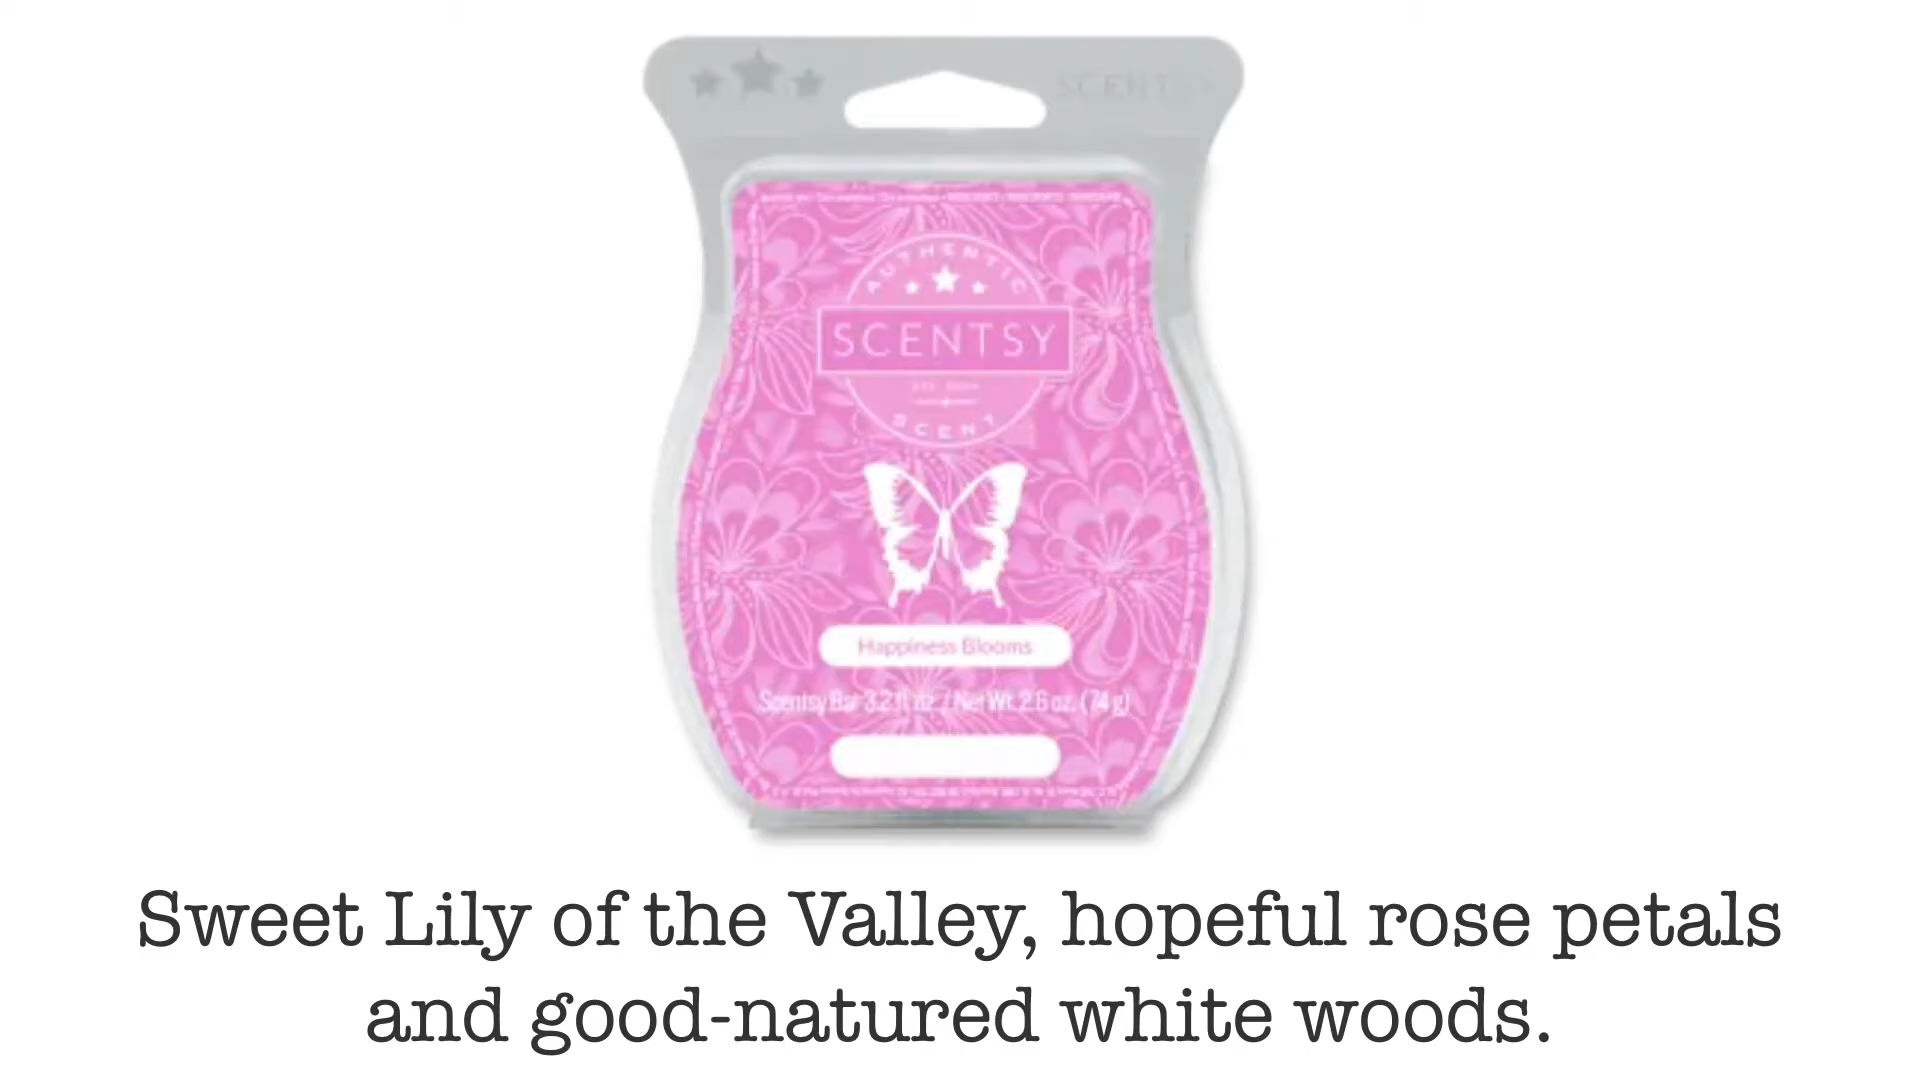 SCENTSY
AUTHENTIC
SCENTSY
SCENT
Happiness Blooms
Scentsy Bar 3.2 fl oz. / Net Wt. 2.6 oz. (74 g)
Sweet Lily of the Valley, hopeful rose petals
and good-natured white woods.